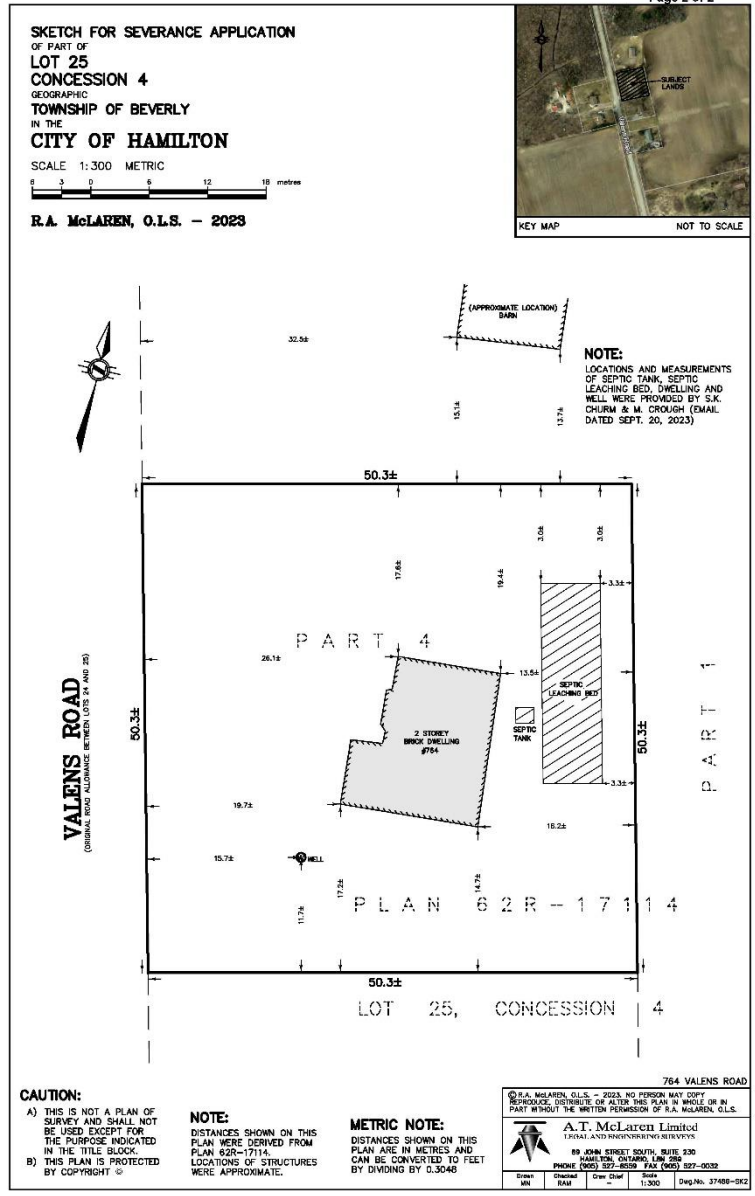 Page 2 of 2
SKETCH FOR SEVERANCE APPLICATION
OF PART OF
LOT 25
CONCESSION 4
GEOGRAPHIC
TOWNSHIP OF BEVERLY
IN THE
CITY OF HAMILTON
SCALE 1:300 METRIC
6 3 0 6 12 18 metres
R.A. McLAREN, O.L.S. - 2023
SUBJECT
LANDS
KEY MAP NOT TO SCALE
(APPROXIMATE LOCATION)
BARN
32.5±
15.1±
13.7±
NOTE:
LOCATIONS AND MEASUREMENTS
OF SEPTIC TANK, SEPTIC
LEACHING BED, DWELLING AND
WELL WERE PROVIDED BY S.K.
CHURM & M. CROUGH (EMAIL
DATED SEPT. 20, 2023)
50.3±
17.6±
19.4±
3.0±
3.0±
3.3±
PART 4
26.1±
13.5±
SEPTIC
LEACHING BED
SEPTIC
TANK
2 STOREY
BRICK DWELLING
#764
VALENS ROAD
(ORIGINAL ROAD ALLOWANCE BETWEEN LOTS 24 AND 25)
50.3±
50.3±
PART 1
3.3±
19.7±
16.2±
15.7±
WELL
11.7±
17.2±
14.7±
PLAN 62R-17114
50.3±
LOT 25, CONCESSION 4
764 VALENS ROAD
CAUTION:
A) THIS IS NOT A PLAN OF
SURVEY AND SHALL NOT
BE USED EXCEPT FOR
THE PURPOSE INDICATED
IN THE TITLE BLOCK.
B) THIS PLAN IS PROTECTED
BY COPYRIGHT ©
NOTE:
DISTANCES SHOWN ON THIS
PLAN WERE DERIVED FROM
PLAN 62R-17114.
LOCATIONS OF STRUCTURES
WERE APPROXIMATE.
METRIC NOTE:
DISTANCES SHOWN ON THIS
PLAN ARE IN METRES AND
CAN BE CONVERTED TO FEET
BY DIVIDING BY 0.3048
© R.A. McLAREN, O.L.S. - 2023. NO PERSON MAY COPY
REPRODUCE, DISTRIBUTE OR ALTER THIS PLAN IN WHOLE OR IN
PART WITHOUT THE WRITTEN PERMISSION OF R.A. McLAREN, O.L.S.
A.T. McLaren Limited
LEGAL AND ENGINEERING SURVEYS
69 JOHN STREET SOUTH, SUITE 230
HAMILTON, ONTARIO, L8N 2B9
PHONE (905) 527-8559 FAX (905) 527-0032
Drawn MN
Checked RAM
Crew Chief --
Scale 1:300
Dwg.No. 37488-SK2